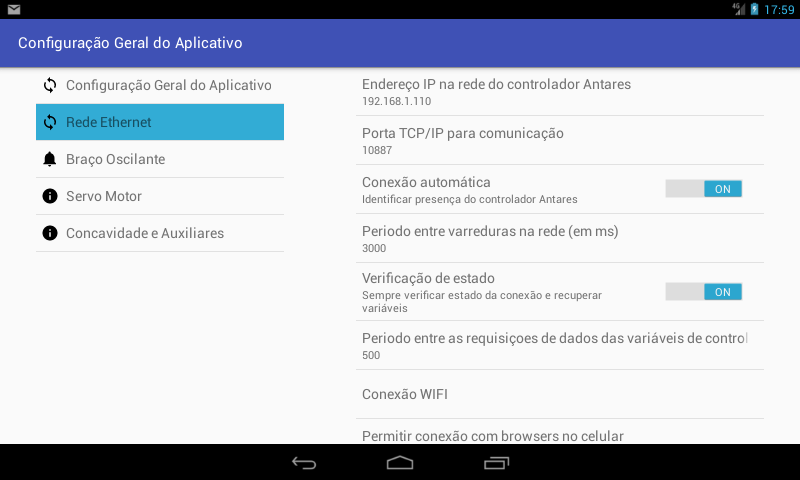 4G 17:59
Configuração Geral do Aplicativo
Configuração Geral do Aplicativo
Rede Ethernet
Braço Oscilante
Servo Motor
Concavidade e Auxiliares
Endereço IP na rede do controlador Antares
192.168.1.110
Porta TCP/IP para comunicação
10887
Conexão automática
Identificar presença do controlador Antares
ON
Periodo entre varreduras na rede (em ms)
3000
Verificação de estado
Sempre verificar estado da conexão e recuperar
variáveis
ON
Periodo entre as requisiçoes de dados das variáveis de control
500
Conexão WIFI
Permitir conexão com browsers no celular